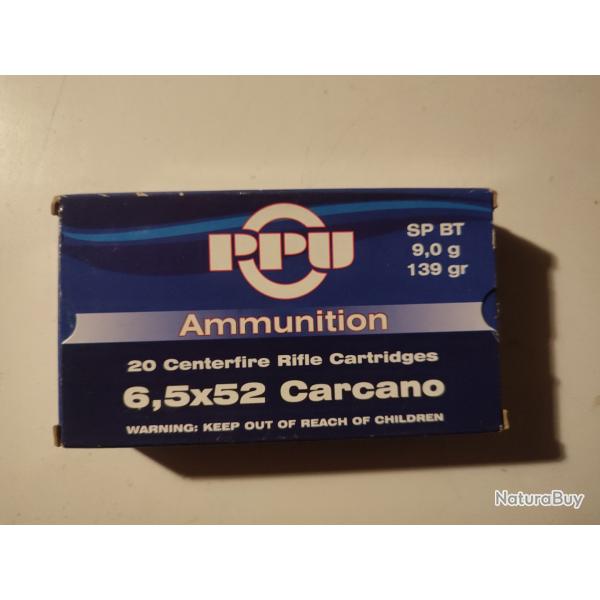 PPU
SP BT
9,0 g
139 gr
Ammunition
20 Centerfire Rifle Cartridges
6,5x52 Carcano
WARNING: KEEP OUT OF REACH OF CHILDREN
NaturaBuy